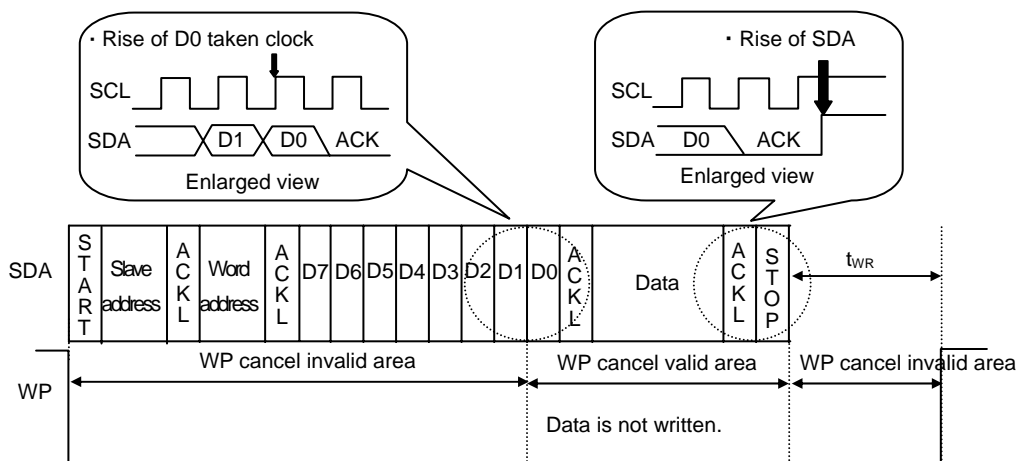 ・Rise of D0 taken clock
SCL
SDA D1 D0 ACK
Enlarged view
・Rise of SDA
SCL
SDA D0 ACK
Enlarged view
SDA
START
Slave
address
ACKL
Word
address
ACKL
D7 D6 D5 D4 D3 D2 D1 D0
ACKL
Data
ACKL
STOP
tWR
WP
WP cancel invalid area
WP cancel valid area
WP cancel invalid area
Data is not written.